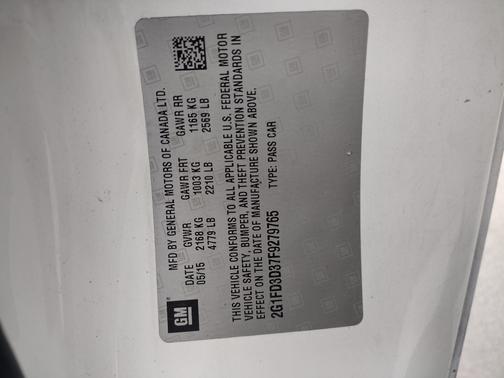 MFD BY GENERAL MOTORS OF CANADA LTD.
DATE GVWR GAWR FRT GAWR RR
05/15 2168 KG 1003 KG 1165 KG
4779 LB 2210 LB 2569 LB
GM
THIS VEHICLE CONFORMS TO ALL APPLICABLE U.S. FEDERAL MOTOR
VEHICLE SAFETY, BUMPER, AND THEFT PREVENTION STANDARDS IN
EFFECT ON THE DATE OF MANUFACTURE SHOWN ABOVE.
2G1FD3D37F9279765 TYPE: PASS CAR